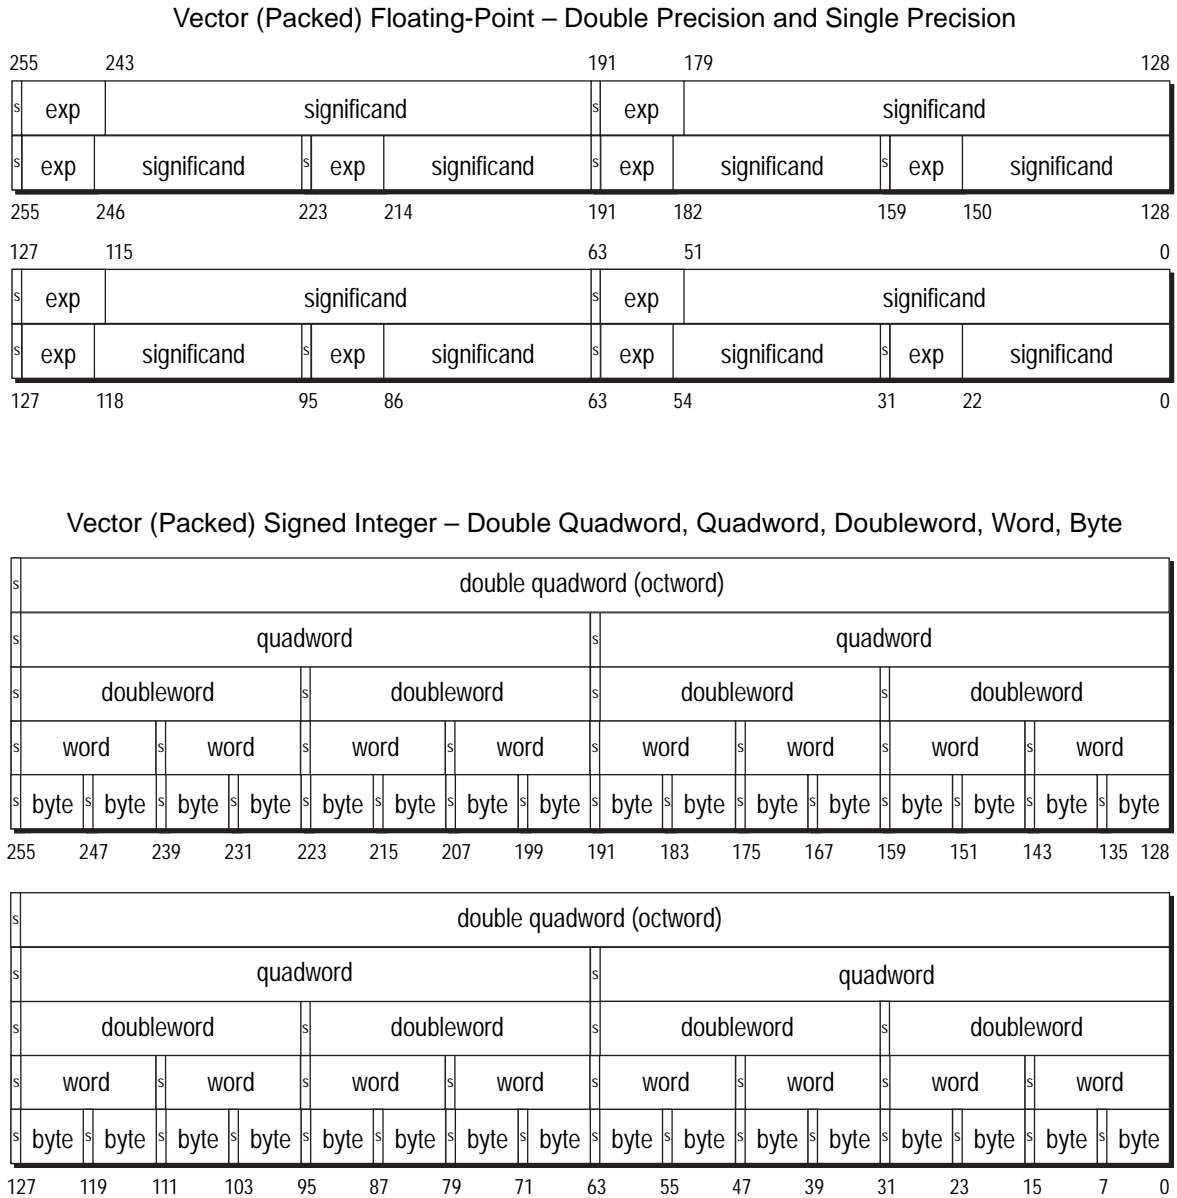 Vector (Packed) Floating-Point – Double Precision and Single Precision
255 243 191 179 128
s exp significand s exp significand
s exp significand s exp significand s exp significand s exp significand
255 246 223 214 191 182 159 150 128
127 115 63 51 0
s exp significand s exp significand
s exp significand s exp significand s exp significand s exp significand
127 118 95 86 63 54 31 22 0
Vector (Packed) Signed Integer – Double Quadword, Quadword, Doubleword, Word, Byte
s double quadword (octword)
s quadword s quadword
s doubleword s doubleword s doubleword s doubleword
s word s word s word s word s word s word s word s word
s byte s byte s byte s byte s byte s byte s byte s byte s byte s byte s byte s byte s byte s byte s byte s byte
255 247 239 231 223 215 207 199 191 183 175 167 159 151 143 135 128
s double quadword (octword)
s quadword s quadword
s doubleword s doubleword s doubleword s doubleword
s word s word s word s word s word s word s word s word
s byte s byte s byte s byte s byte s byte s byte s byte s byte s byte s byte s byte s byte s byte s byte s byte
127 119 111 103 95 87 79 71 63 55 47 39 31 23 15 7 0